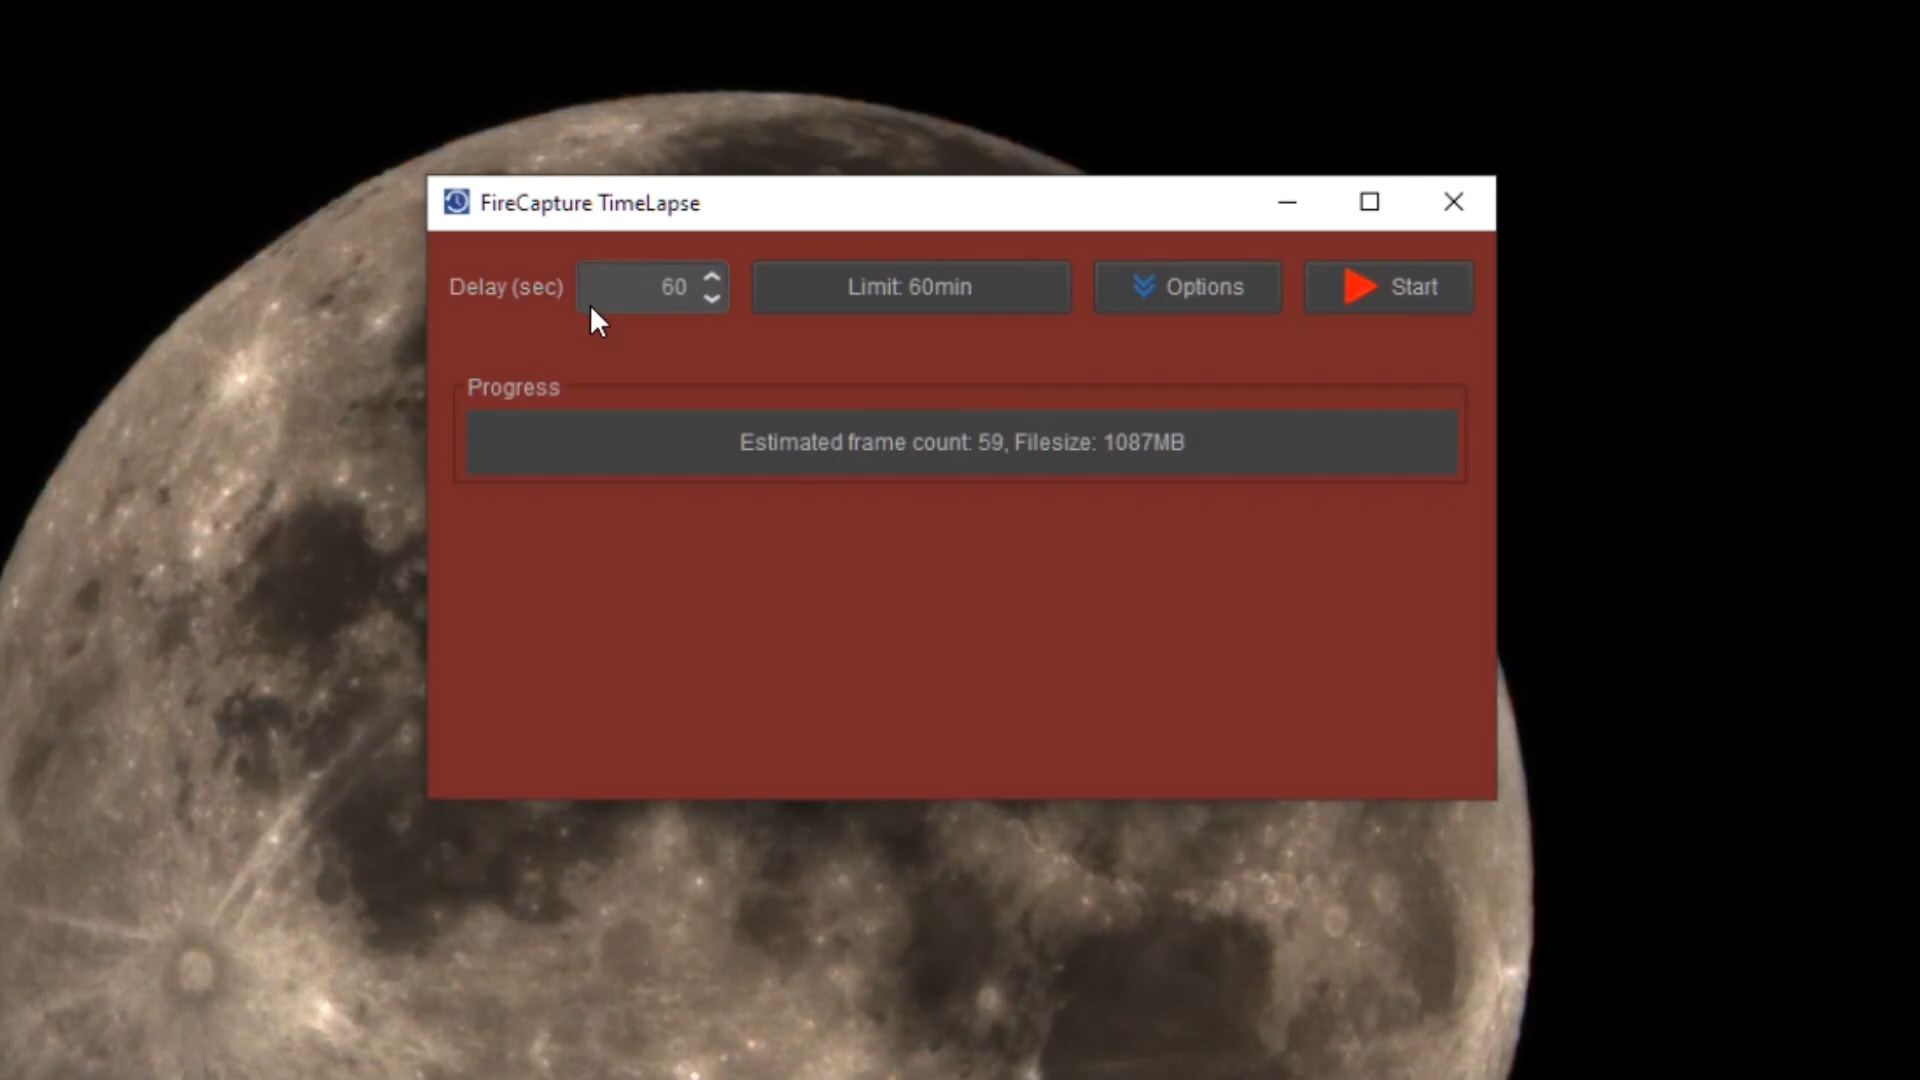 FireCapture TimeLapse
Delay (sec) 60 Limit: 60min Options Start
Progress
Estimated frame count: 59, Filesize: 1087MB